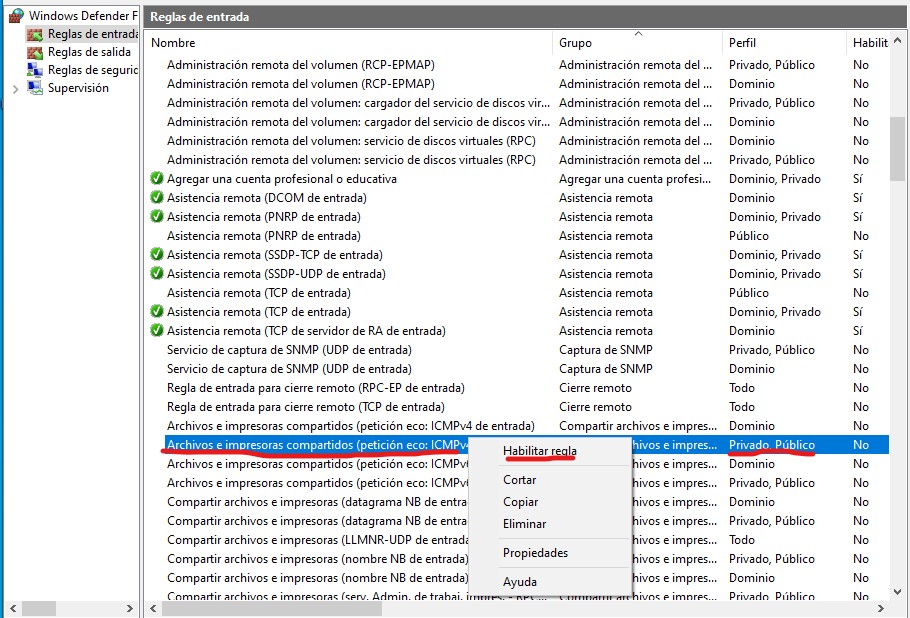 Windows Defender F
Reglas de entrada
Reglas de salida
Reglas de seguric
Supervisión
Reglas de entrada
Nombre Grupo Perfil Habilit
Administración remota del volumen (RCP-EPMAP) Administración remota del ... Privado, Público No
Administración remota del volumen (RCP-EPMAP) Administración remota del ... Dominio No
Administración remota del volumen: cargador del servicio de discos vir... Administración remota del ... Privado, Público No
Administración remota del volumen: cargador del servicio de discos vir... Administración remota del ... Dominio No
Administración remota del volumen: servicio de discos virtuales (RPC) Administración remota del ... Dominio No
Administración remota del volumen: servicio de discos virtuales (RPC) Administración remota del ... Privado, Público No
Agregar una cuenta profesional o educativa Agregar una cuenta profesi... Dominio, Privado Sí
Asistencia remota (DCOM de entrada) Asistencia remota Dominio Sí
Asistencia remota (PNRP de entrada) Asistencia remota Dominio, Privado Sí
Asistencia remota (PNRP de entrada) Asistencia remota Público No
Asistencia remota (SSDP-TCP de entrada) Asistencia remota Dominio, Privado Sí
Asistencia remota (SSDP-UDP de entrada) Asistencia remota Dominio, Privado Sí
Asistencia remota (TCP de entrada) Asistencia remota Público No
Asistencia remota (TCP de entrada) Asistencia remota Dominio, Privado Sí
Asistencia remota (TCP de servidor de RA de entrada) Asistencia remota Dominio Sí
Servicio de captura de SNMP (UDP de entrada) Captura de SNMP Privado, Público No
Servicio de captura de SNMP (UDP de entrada) Captura de SNMP Dominio No
Regla de entrada para cierre remoto (RPC-EP de entrada) Cierre remoto Todo No
Regla de entrada para cierre remoto (TCP de entrada) Cierre remoto Todo No
Archivos e impresoras compartidos (petición eco: ICMPv4 de entrada) Compartir archivos e impres... Dominio No
Archivos e impresoras compartidos (petición eco: ICMPv4 hivos e impres... Privado, Público No
Archivos e impresoras compartidos (petición eco: ICMPv6 hivos e impres... Dominio No
Archivos e impresoras compartidos (petición eco: ICMPv6 hivos e impres... Privado, Público No
Compartir archivos e impresoras (datagrama NB de entra hivos e impres... Dominio No
Compartir archivos e impresoras (datagrama NB de entra hivos e impres... Privado, Público No
Compartir archivos e impresoras (LLMNR-UDP de entrada hivos e impres... Todo No
Compartir archivos e impresoras (nombre NB de entrada) hivos e impres... Privado, Público No
Compartir archivos e impresoras (nombre NB de entrada) hivos e impres... Dominio No
Compartir archivos e impresoras (serv. Admin. de trabaj. impres. - RPC... Compartir archivos e impres... Privado, Público No
Habilitar regla
Cortar
Copiar
Eliminar
Propiedades
Ayuda